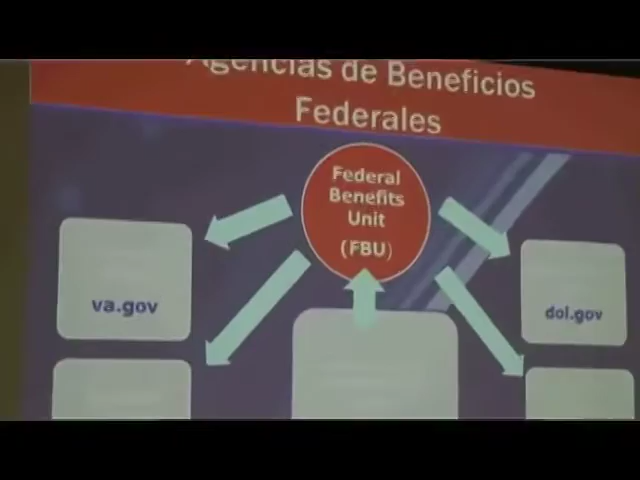 Agencias de Beneficios
Federales
Federal
Benefits
Unit
(FBU)
va.gov
dol.gov